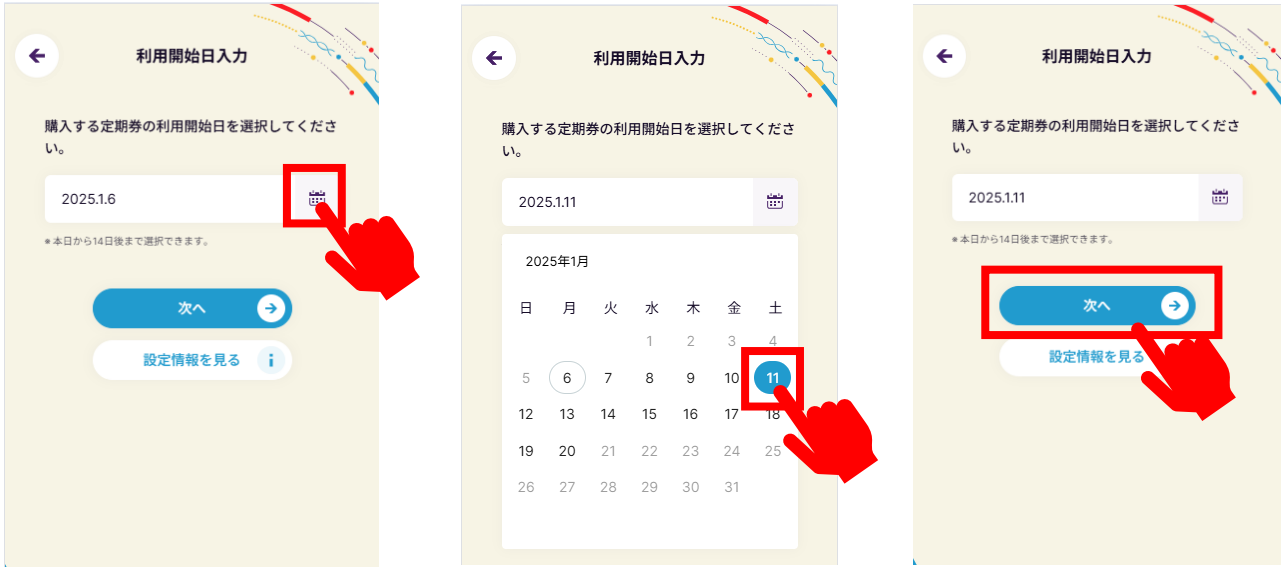 利用開始日入力
購入する定期券の利用開始日を選択してくださ
い。
2025.1.6
※本日から14日後まで選択できます。
次へ
設定情報を見る
利用開始日入力
購入する定期券の利用開始日を選択してくださ
い。
2025.1.11
2025年1月
日 月 火 水 木 金 土
1 2 3 4
5 6 7 8 9 10 11
12 13 14 15 16 17 18
19 20 21 22 23 24 25
26 27 28 29 30 31
利用開始日入力
購入する定期券の利用開始日を選択してくださ
い。
2025.1.11
※本日から14日後まで選択できます。
次へ
設定情報を見る